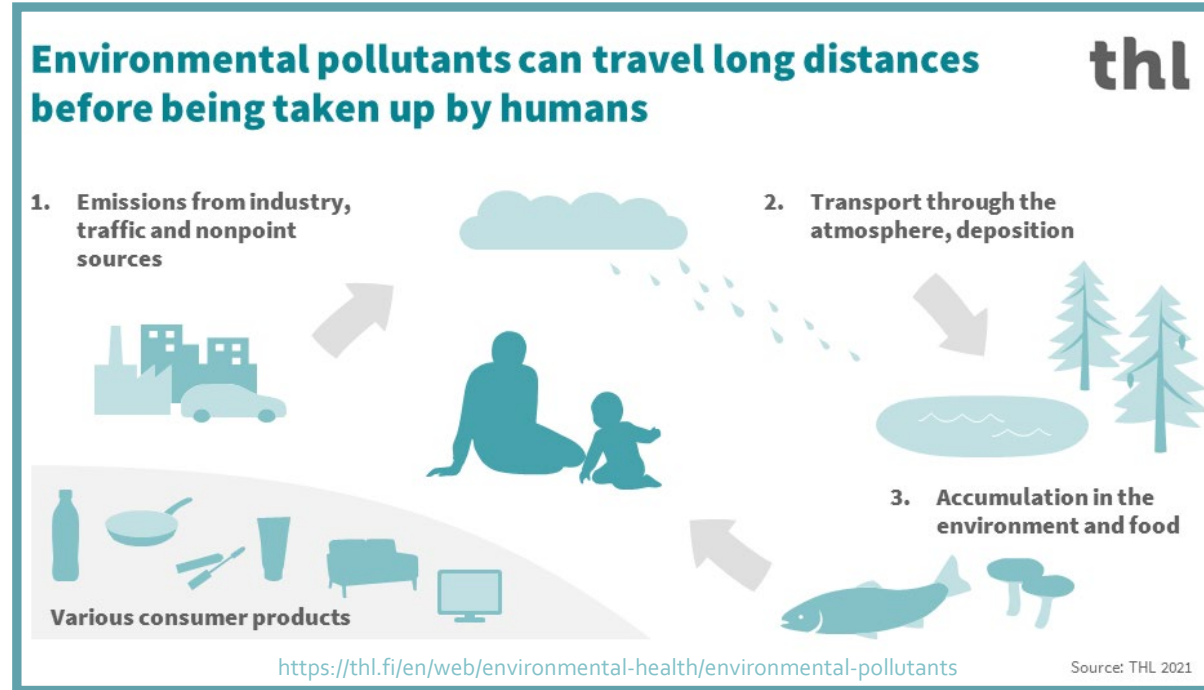 Environmental pollutants can travel long distances
before being taken up by humans
thl
1. Emissions from industry,
traffic and nonpoint
sources
2. Transport through the
atmosphere, deposition
3. Accumulation in the
environment and food
Various consumer products
https://thl.fi/en/web/environmental-health/environmental-pollutants
Source: THL 2021